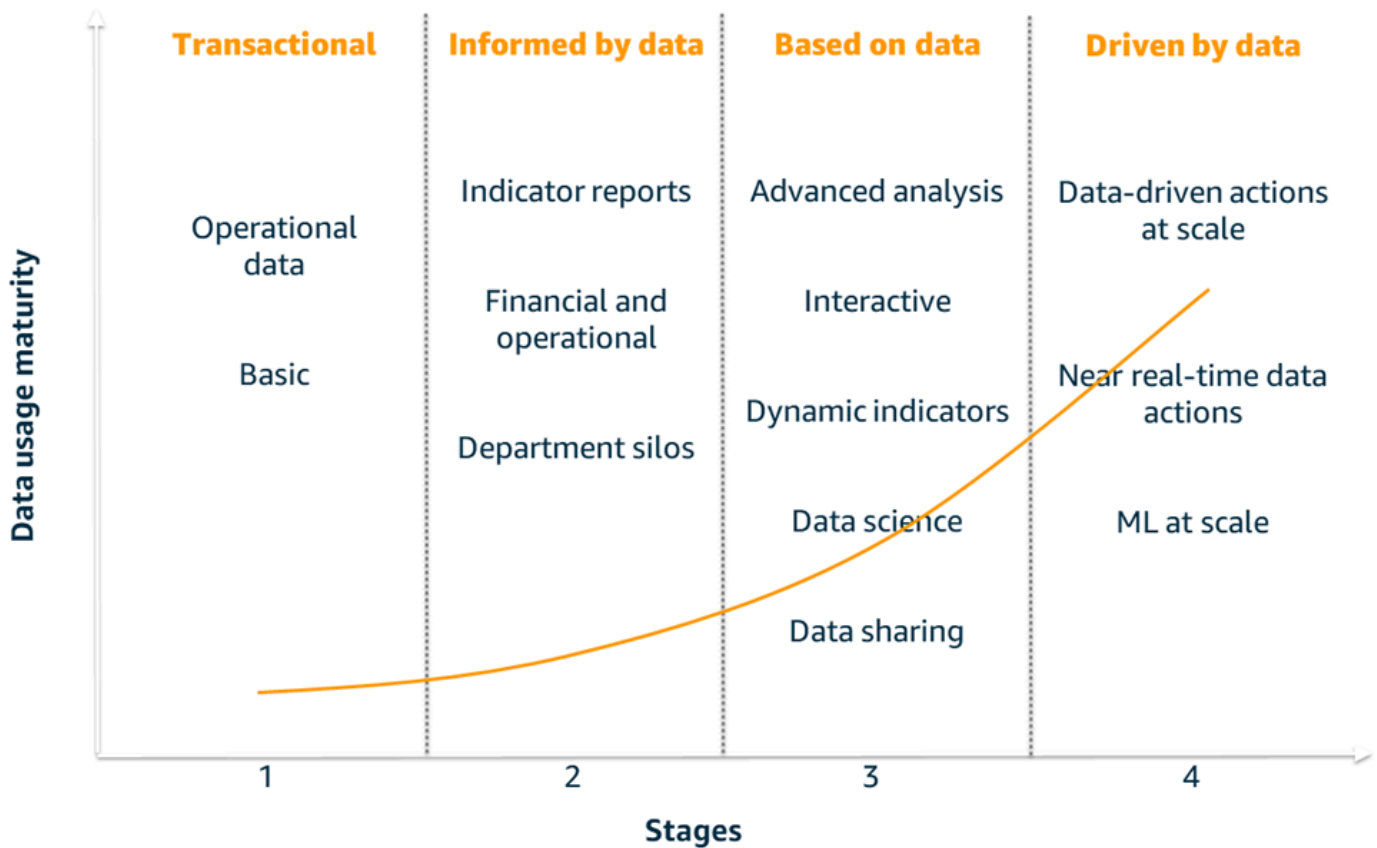 Transactional
Informed by data
Based on data
Driven by data
Operational
data
Basic
Indicator reports
Financial and
operational
Department silos
Advanced analysis
Interactive
Dynamic indicators
Data science
Data sharing
Data-driven actions
at scale
Near real-time data
actions
ML at scale
Data usage maturity
1
2
3
4
Stages